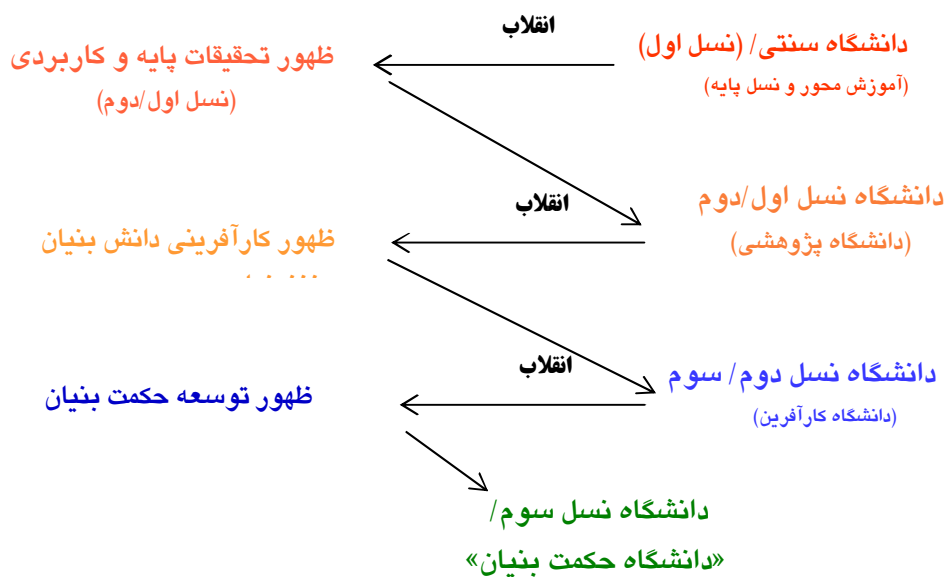 دانشگاه سنتی/ (نسل اول)
(آموزش محور و نسل پایه)
انقلاب
ظهور تحقیقات پایه و کاربردی
(نسل اول/دوم)
دانشگاه نسل اول/دوم
(دانشگاه پژوهشی)
انقلاب
ظهور کارآفرینی دانش بنیان
دانشگاه نسل دوم/ سوم
(دانشگاه کارآفرین)
انقلاب
ظهور توسعه حکمت بنیان
دانشگاه نسل سوم/
«دانشگاه حکمت بنیان»